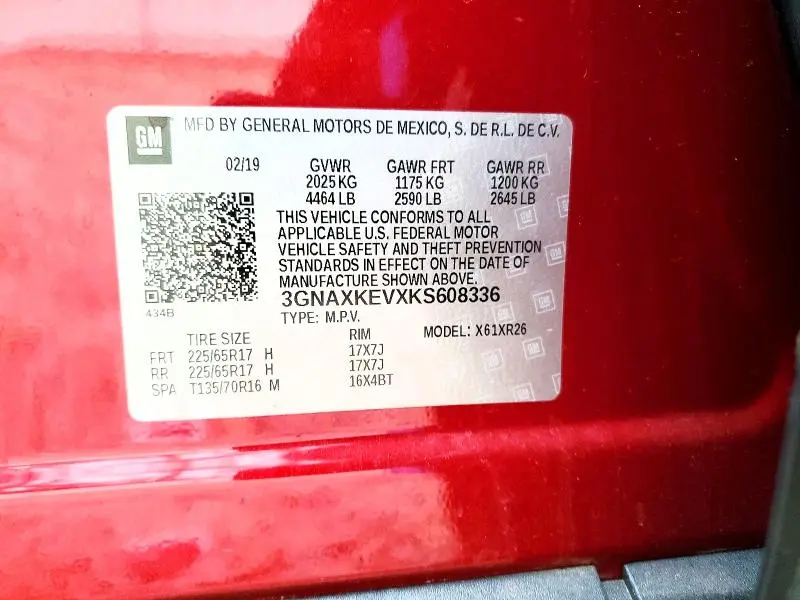 GM MFD BY GENERAL MOTORS DE MEXICO, S. DE R.L. DE C.V.
02/19 GVWR GAWR FRT GAWR RR
2025 KG 1175 KG 1200 KG
4464 LB 2590 LB 2645 LB
THIS VEHICLE CONFORMS TO ALL
APPLICABLE U.S. FEDERAL MOTOR
VEHICLE SAFETY AND THEFT PREVENTION
STANDARDS IN EFFECT ON THE DATE OF
MANUFACTURE SHOWN ABOVE.
3GNAXKEVXKS608336
434B
TYPE: M.P.V. MODEL: X61XR26
TIRE SIZE RIM
FRT 225/65R17 H 17X7J
RR 225/65R17 H 17X7J
SPA T135/70R16 M 16X4BT